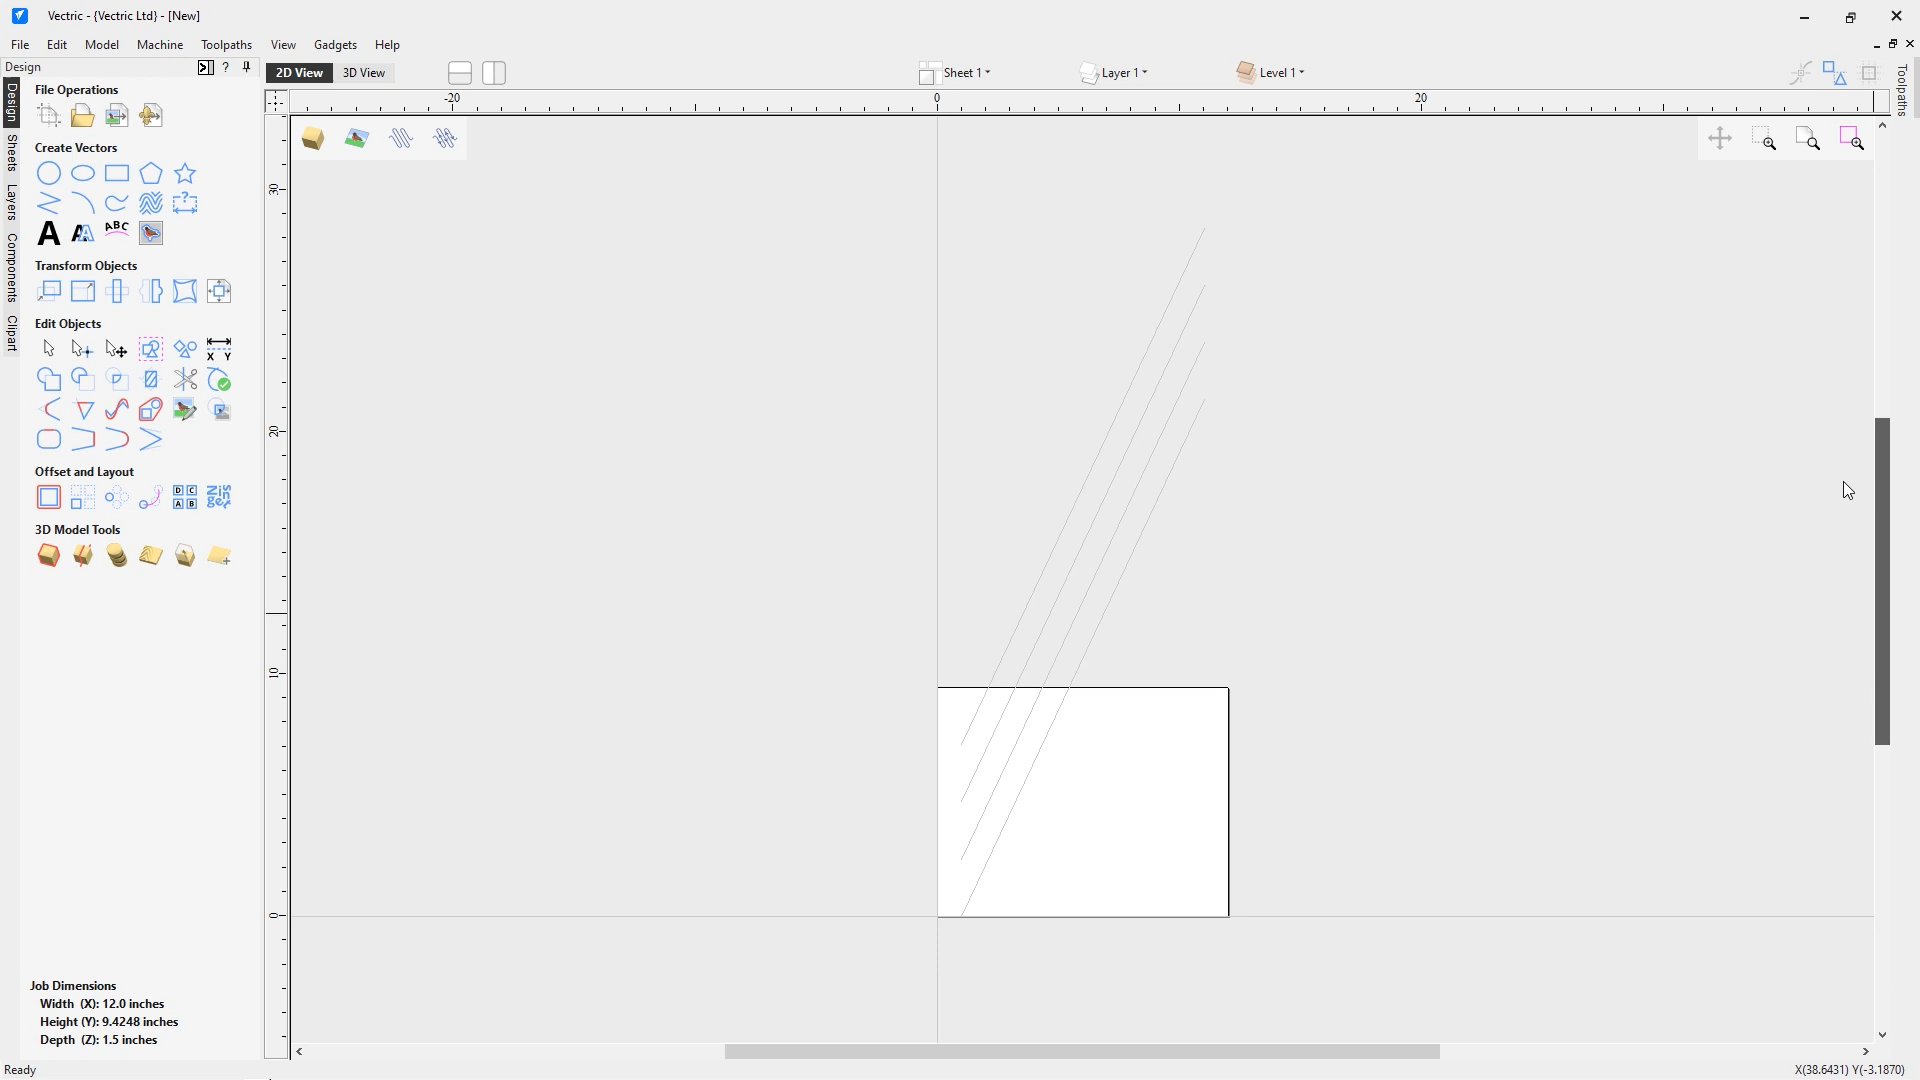 Vectric - {Vectric Ltd} - [New]
File Edit Model Machine Toolpaths View Gadgets Help
Design
2D View 3D View Sheet 1 Layer 1 Level 1
Toolpaths
Design
Sheets
Layers
Components
Clipart
File Operations
Create Vectors
A A ABC
Transform Objects
Edit Objects
X Y
Offset and Layout
3D Model Tools
-20 0 20
30
20
10
0
Job Dimensions
Width (X): 12.0 inches
Height (Y): 9.4248 inches
Depth (Z): 1.5 inches
Ready
X(38.6431) Y(-3.1870)